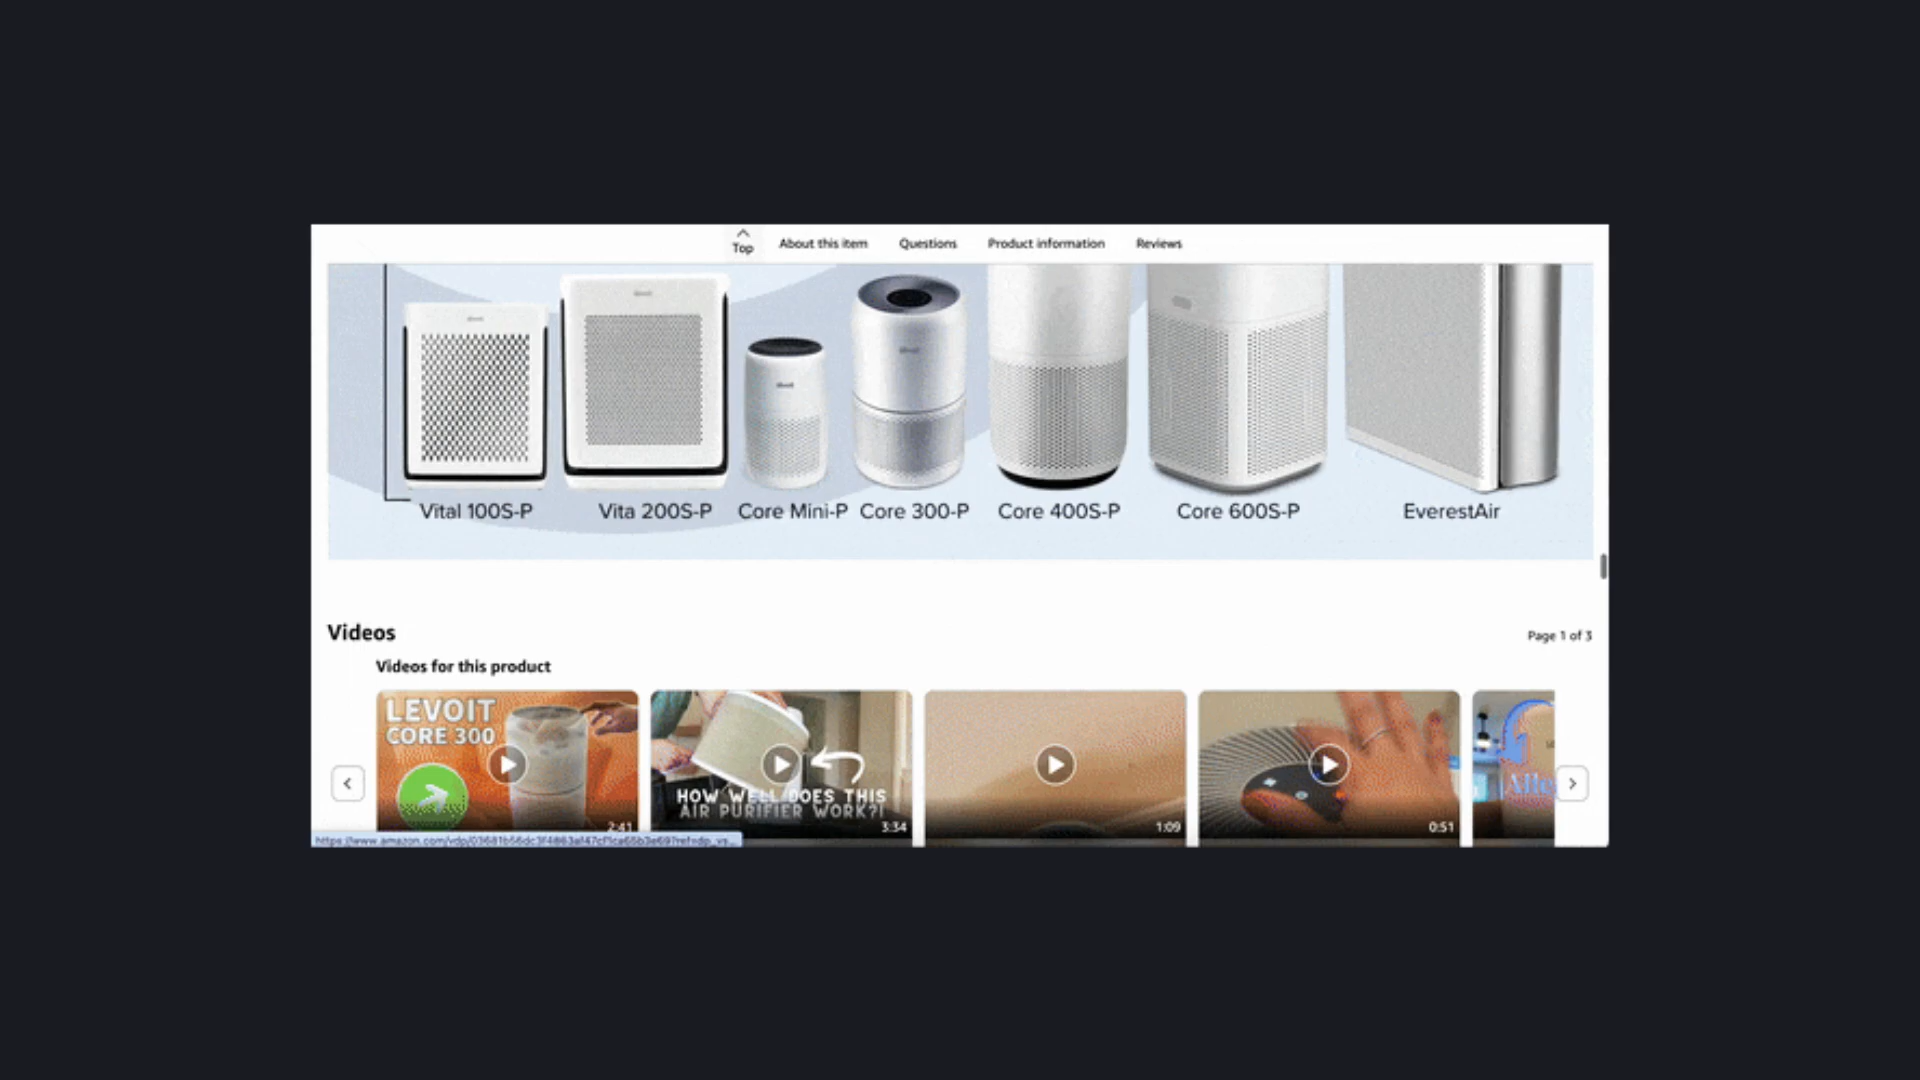 Top
About this item
Questions
Product information
Reviews
Vital 100S-P
Vita 200S-P
Core Mini-P
Core 300-P
Core 400S-P
Core 600S-P
EverestAir
Videos
Page 1 of 3
Videos for this product
LEVOIT
CORE 300
2:41
HOW WELL DOES THIS
AIR PURIFIER WORK?!
3:34
1:09
0:51
Alle